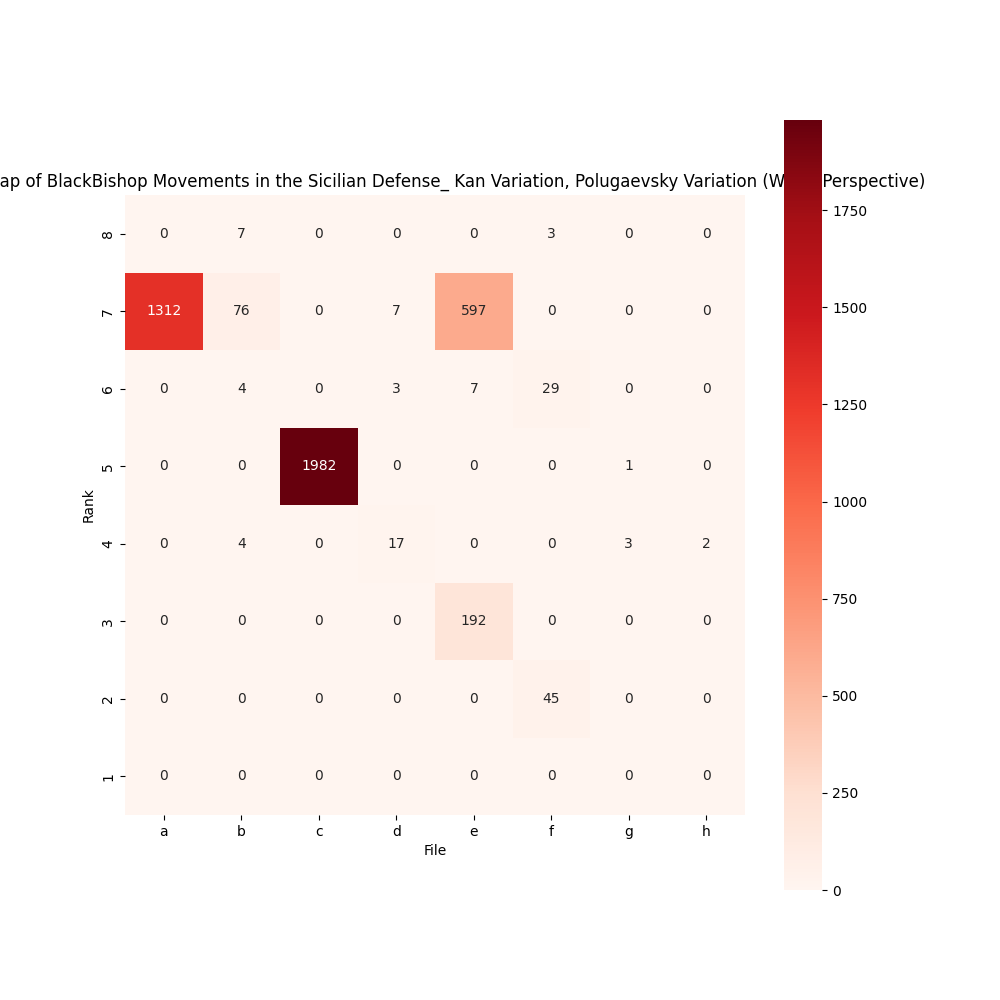 ap of BlackBishop Movements in the Sicilian Defense_ Kan Variation, Polugaevsky Variation (W Perspective)
8 0 7 0 0 0 3 0 0
7 1312 76 0 7 597 0 0 0
6 0 4 0 3 7 29 0 0
5 0 0 1982 0 0 0 1 0
4 0 4 0 17 0 0 3 2
3 0 0 0 0 192 0 0 0
2 0 0 0 0 0 45 0 0
1 0 0 0 0 0 0 0 0
a b c d e f g h
File
Rank
1750
1500
1250
1000
750
500
250
0